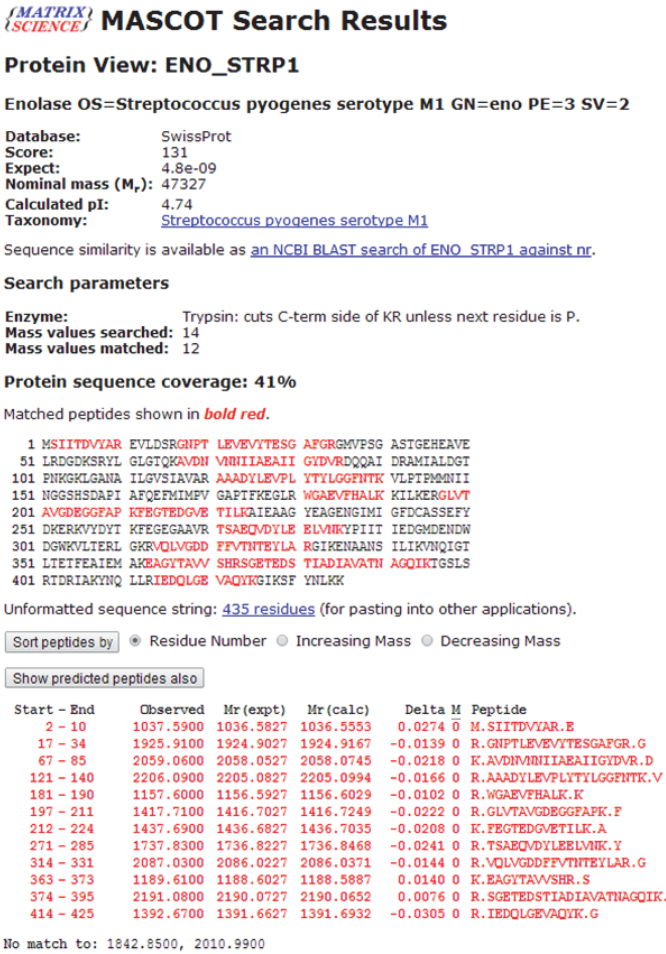 {MATRIX SCIENCE} MASCOT Search Results
Protein View: ENO_STRP1
Enolase OS=Streptococcus pyogenes serotype M1 GN=eno PE=3 SV=2
Database: SwissProt
Score: 131
Expect: 4.8e-09
Nominal mass (Mr): 47327
Calculated pI: 4.74
Taxonomy: Streptococcus pyogenes serotype M1
Sequence similarity is available as an NCBI BLAST search of ENO_STRP1 against nr.
Search parameters
Enzyme: Trypsin: cuts C-term side of KR unless next residue is P.
Mass values searched: 14
Mass values matched: 12
Protein sequence coverage: 41%
Matched peptides shown in bold red.
1 MSIITDVYAR EVLDSRGNPT LEVEVYTESG AFGRGMVPSG ASTGEHEAVE
51 LRDGDKSRYL GLGTQKAVDN VNNIIAEAII GYDVRDQQAI DRAMIALDGT
101 PNKGKLGANA ILGVSIAVAR AAADYLEVPL YTYLGGFNTK VLPTPMMNII
151 NGGSHSDAPI AFQEFMIMPV GAPTFKEGLR WGAEVFHALK KILKERGLVT
201 AVGDEGGFAP KFEGTEDGVE TILKAIEAAG YEAGENGIMI GFDCASSEFY
251 DKERKVYDYT KFEGEGAAVR TSAEQVDYLE ELVNKYPIIT IEDGMDENDW
301 DGWKVLTERL GKRVQLVGDD FFVTNTEYLA RGIKENAANS ILIKVNQIGT
351 LTETFEAIEM AKEAGYTAVV SHRSGETEDS TIADIAVATN AGQIKTGSLS
401 RTDRIAKYNQ LLRIEDQLGE VAQYKGIKSF YNLKK
Unformatted sequence string: 435 residues (for pasting into other applications).
Sort peptides by Residue Number Increasing Mass Decreasing Mass
Show predicted peptides also
Start - End Observed Mr(expt) Mr(calc) Delta M Peptide
2 - 10 1037.5900 1036.5827 1036.5553 0.0274 0 M.SIITDVYAR.E
17 - 34 1925.9100 1924.9027 1924.9167 -0.0139 0 R.GNPTLEVEVYTESGAFGR.G
67 - 85 2059.0600 2058.0527 2058.0745 -0.0218 0 K.AVDNVNNIIAEAIIGYDVR.D
121 - 140 2206.0900 2205.0827 2205.0994 -0.0166 0 R.AAADYLEVPLYTYLGGFNTK.V
181 - 190 1157.6000 1156.5927 1156.6029 -0.0102 0 R.WGAEVFHALK.K
197 - 211 1417.7100 1416.7027 1416.7249 -0.0222 0 R.GLVTAVGDEGGFAPK.F
212 - 224 1437.6900 1436.6827 1436.7035 -0.0208 0 K.FEGTEDGVETILK.A
271 - 285 1737.8300 1736.8227 1736.8468 -0.0241 0 R.TSAEQVDYLEELVNK.Y
314 - 331 2087.0300 2086.0227 2086.0371 -0.0144 0 R.VQLVGDDFFVTNTEYLAR.G
363 - 373 1189.6100 1188.6027 1188.5887 0.0140 0 K.EAGYTAVVSHR.S
374 - 395 2191.0800 2190.0727 2190.0652 0.0076 0 R.SGETEDSTIADIAVATNAGQIK.
414 - 425 1392.6700 1391.6627 1391.6932 -0.0305 0 R.IEDQLGEVAQYK.G
No match to: 1842.8500, 2010.9900